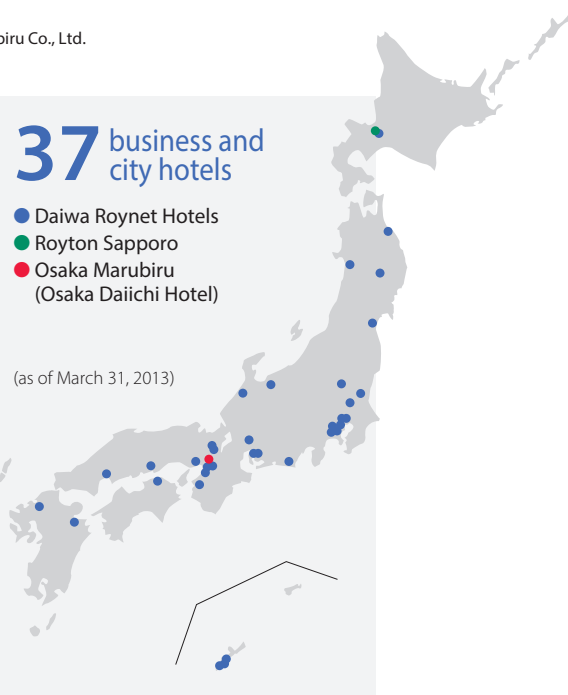 biru Co., Ltd.
37 business and
city hotels
Daiwa Roynet Hotels
Royton Sapporo
Osaka Marubiru
(Osaka Daiichi Hotel)
(as of March 31, 2013)